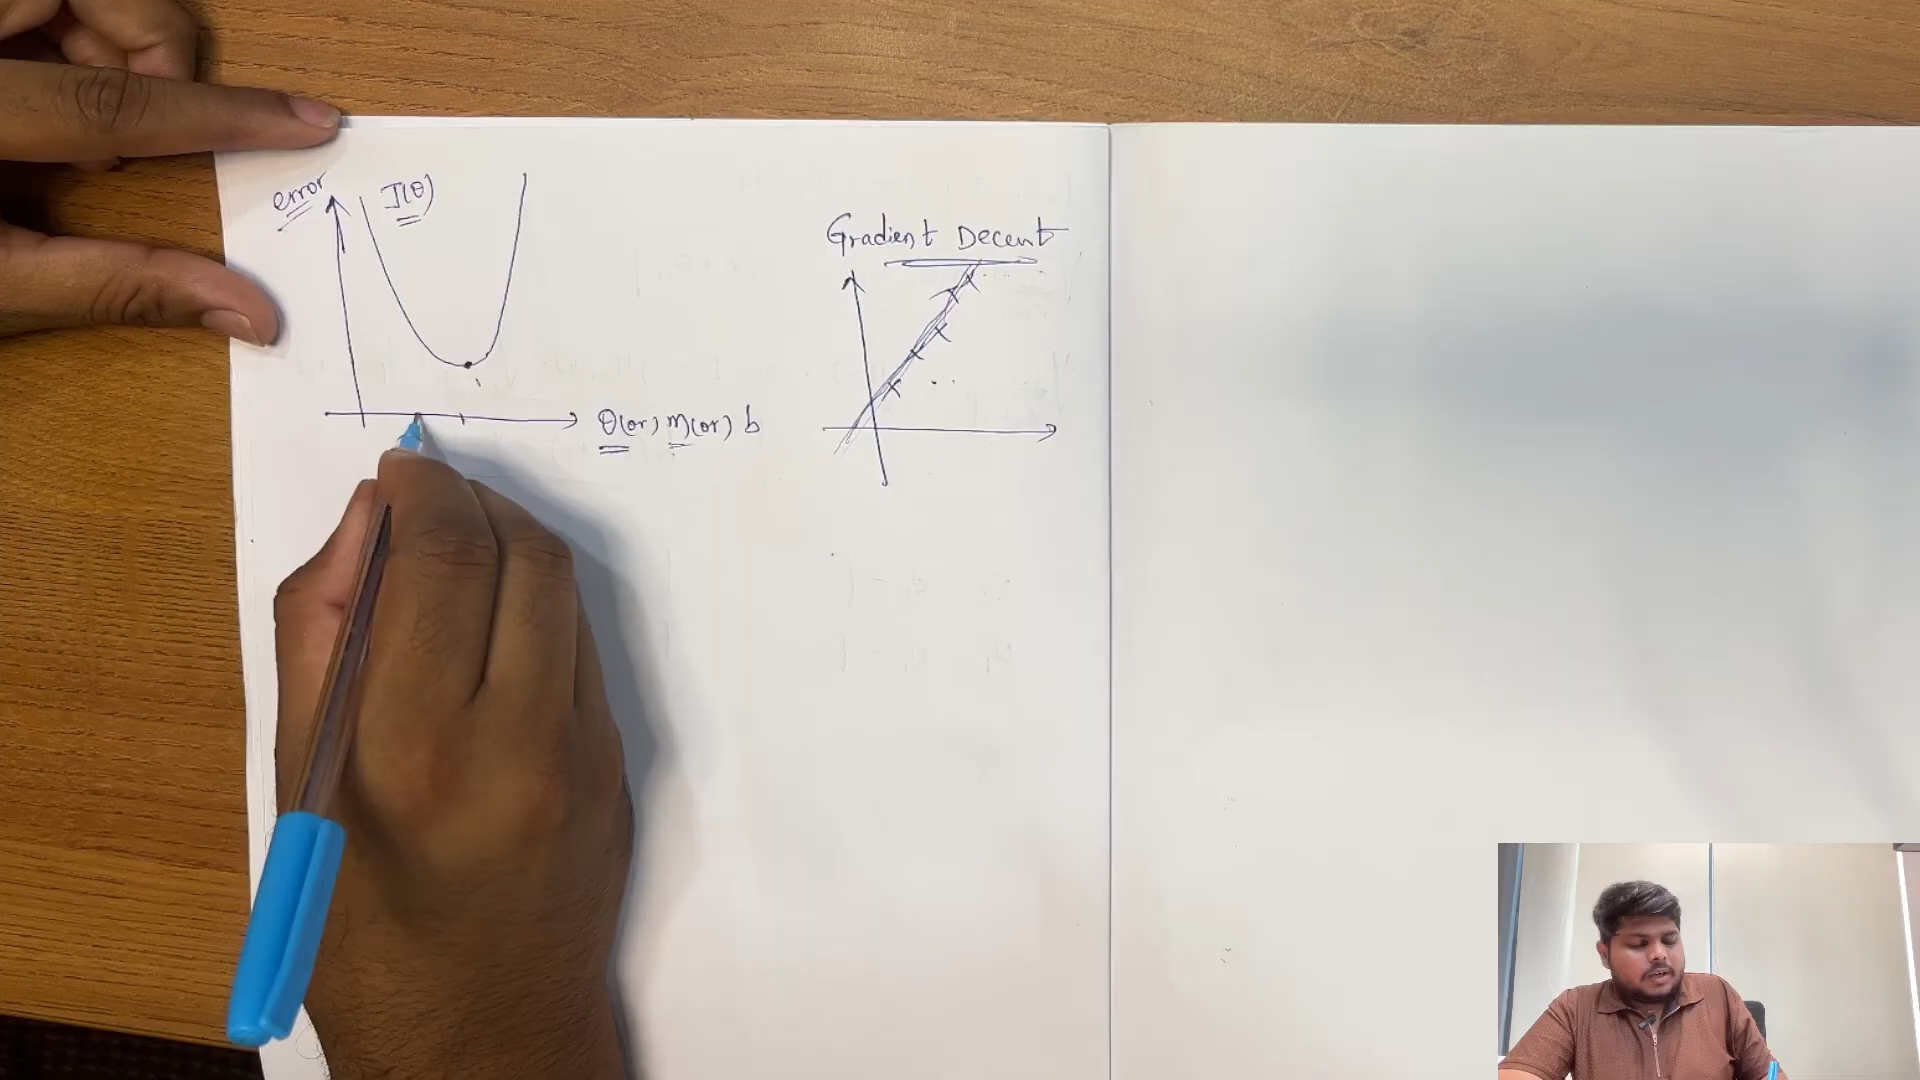 error
J(θ)
θ(or) m(or) b
Gradient Decent